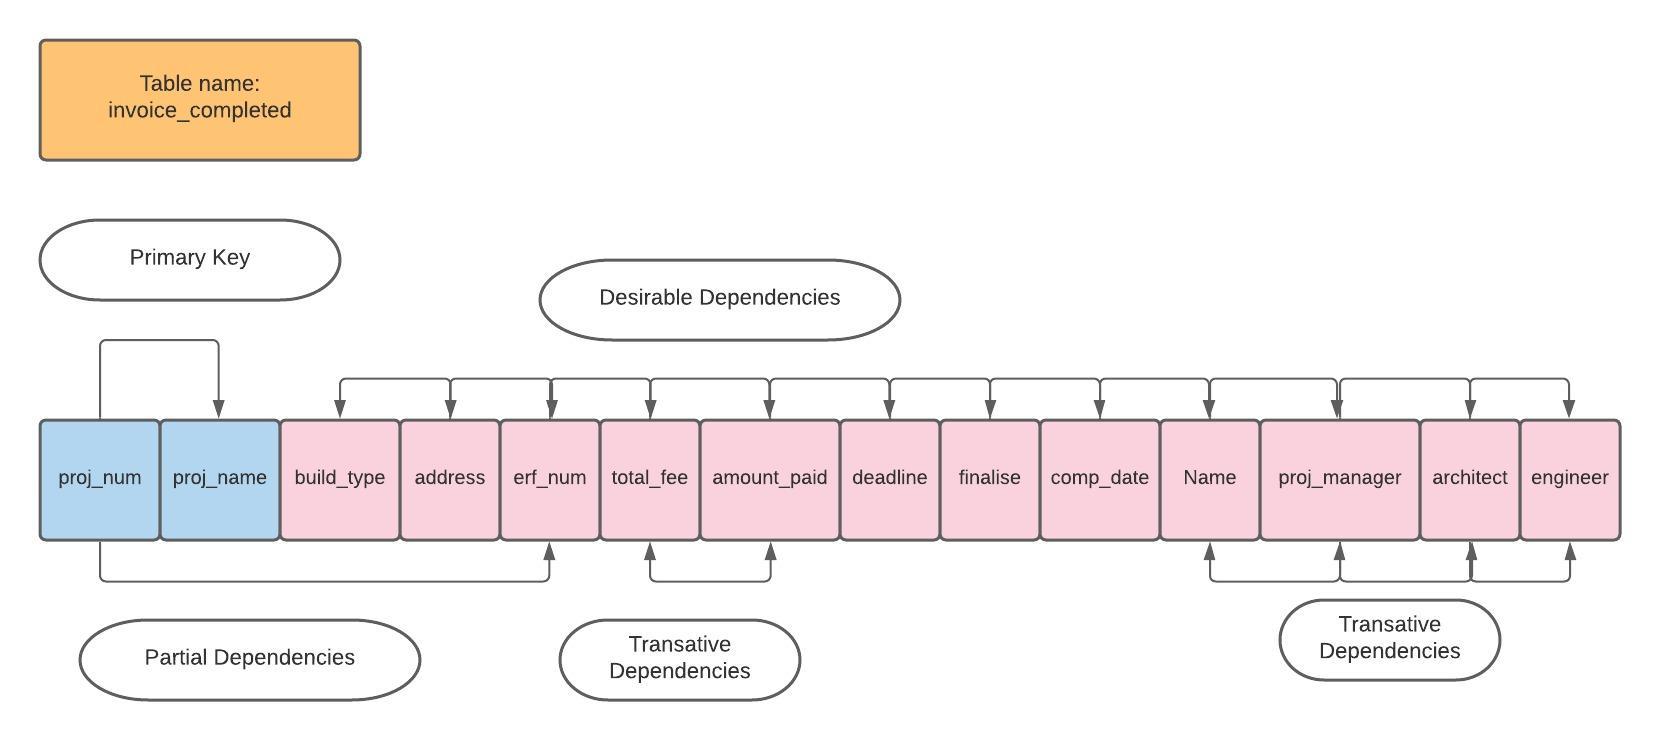 Table name:
invoice_completed
Primary Key
Desirable Dependencies
proj_num proj_name build_type address erf_num total_fee amount_paid deadline finalise comp_date Name proj_manager architect engineer
Partial Dependencies
Transative
Dependencies
Transative
Dependencies